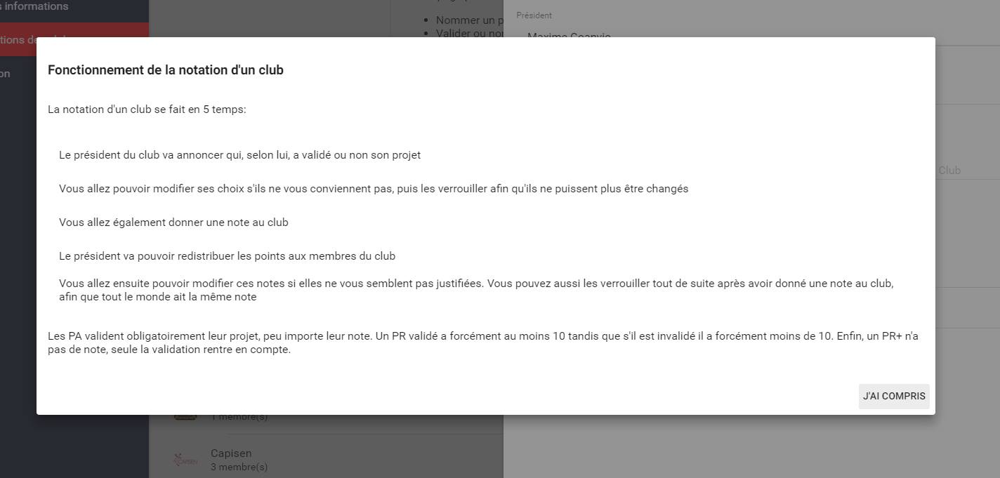 informations
Nommer un p
Valider ou no
Président
Fonctionnement de la notation d'un club
La notation d'un club se fait en 5 temps:
Le président du club va annoncer qui, selon lui, a validé ou non son projet
Vous allez pouvoir modifier ses choix s'ils ne vous conviennent pas, puis les verrouiller afin qu'ils ne puissent plus être changés
Vous allez également donner une note au club
Le président va pouvoir redistribuer les points aux membres du club
Vous allez ensuite pouvoir modifier ces notes si elles ne vous semblent pas justifiées. Vous pouvez aussi les verrouiller tout de suite après avoir donné une note au club,
afin que tout le monde ait la même note
Les PA valident obligatoirement leur projet, peu importe leur note. Un PR validé a forcément au moins 10 tandis que s'il est invalidé il a forcément moins de 10. Enfin, un PR+ n'a
pas de note, seule la validation rentre en compte.
J'AI COMPRIS
Club
1 membre(s)
Capisen
3 membre(s)